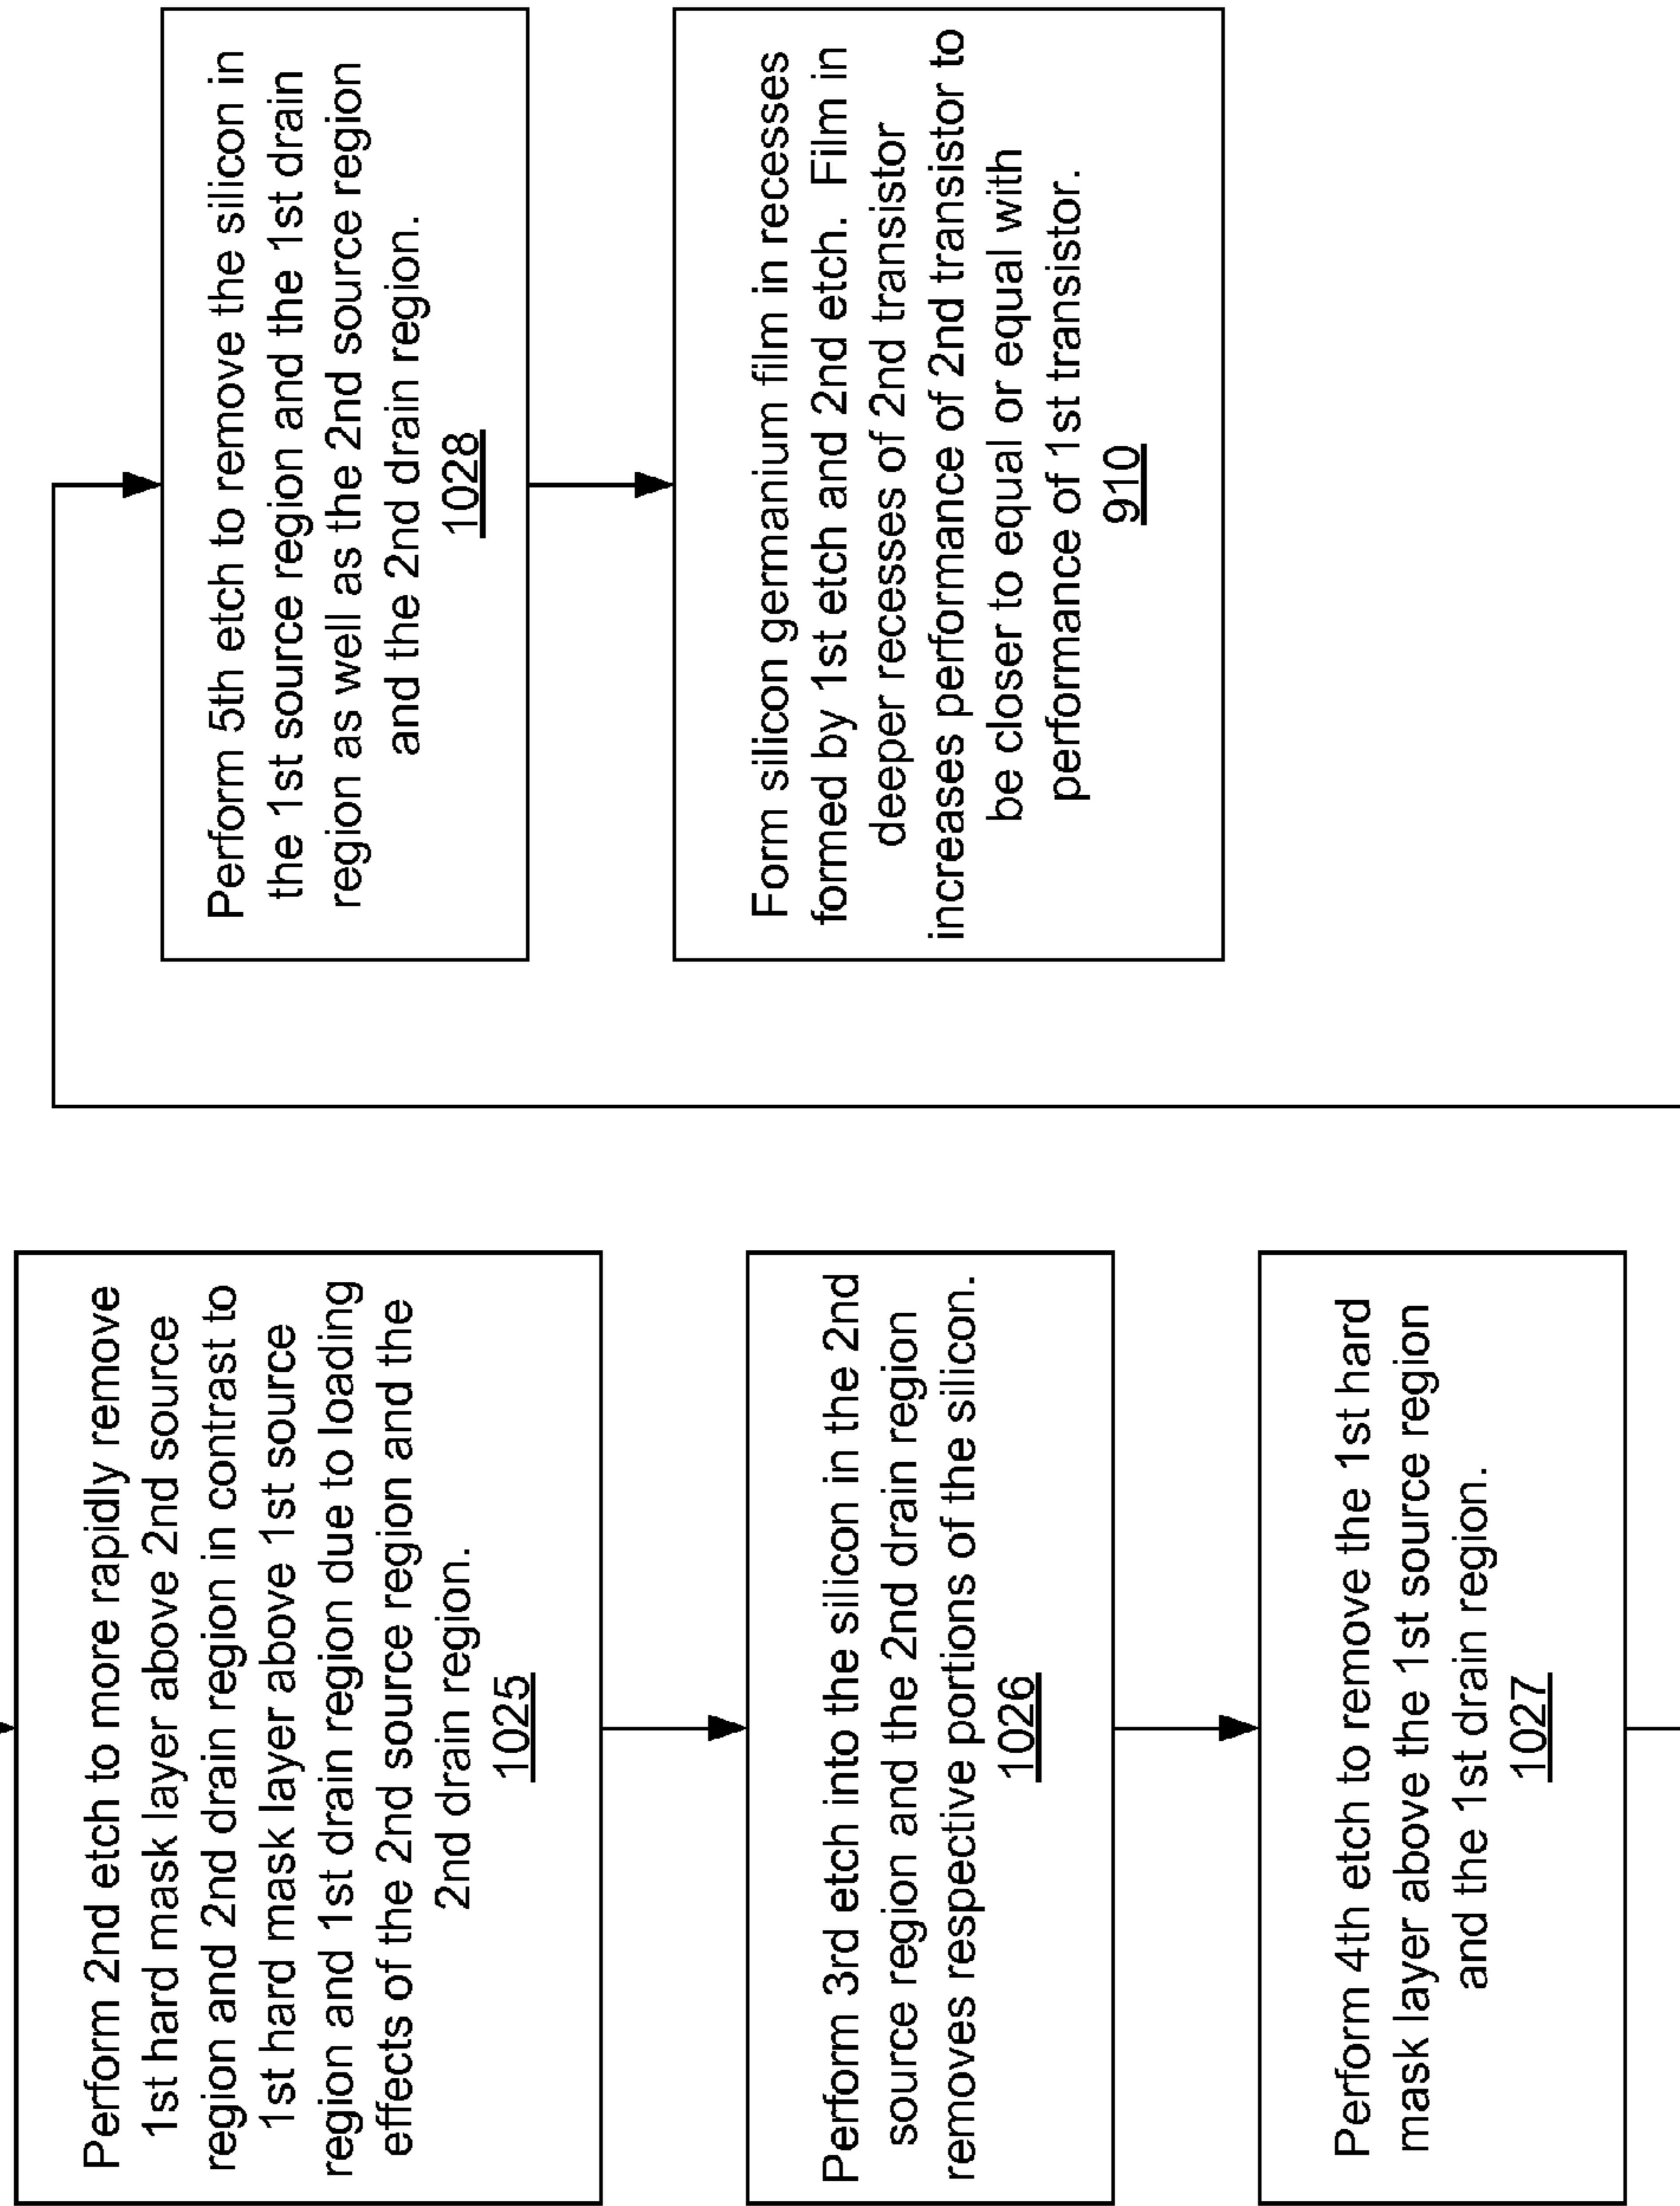 Perform 2nd etch to more rapidly remove
1st hard mask layer above 2nd source
region and 2nd drain region in contrast to
1st hard mask layer above 1st source
region and 1st drain region due to loading
effects of the 2nd source region and the
2nd drain region.
1025
Perform 3rd etch into the silicon in the 2nd
source region and the 2nd drain region
removes respective portions of the silicon.
1026
Perform 4th etch to remove the 1st hard
mask layer above the 1st source region
and the 1st drain region.
1027
Perform 5th etch to remove the silicon in
the 1st source region and the 1st drain
region as well as the 2nd source region
and the 2nd drain region.
1028
Form silicon germanium film in recesses
formed by 1st etch and 2nd etch.  Film in
deeper recesses of 2nd transistor
increases performance of 2nd transistor to
be closer to equal or equal with
performance of 1st transistor.
910